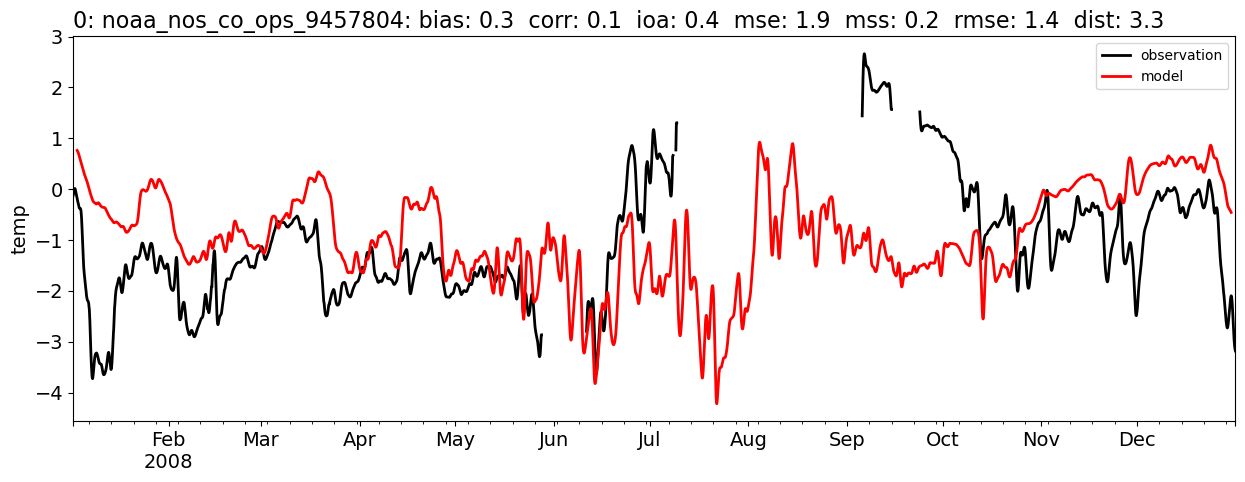 0: noaa_nos_co_ops_9457804: bias: 0.3  corr: 0.1  ioa: 0.4  mse: 1.9  mss: 0.2  rmse: 1.4  dist: 3.3
observation
model
3
2
1
0
−1
−2
−3
−4
temp
Feb Mar Apr May Jun Jul Aug Sep Oct Nov Dec
2008